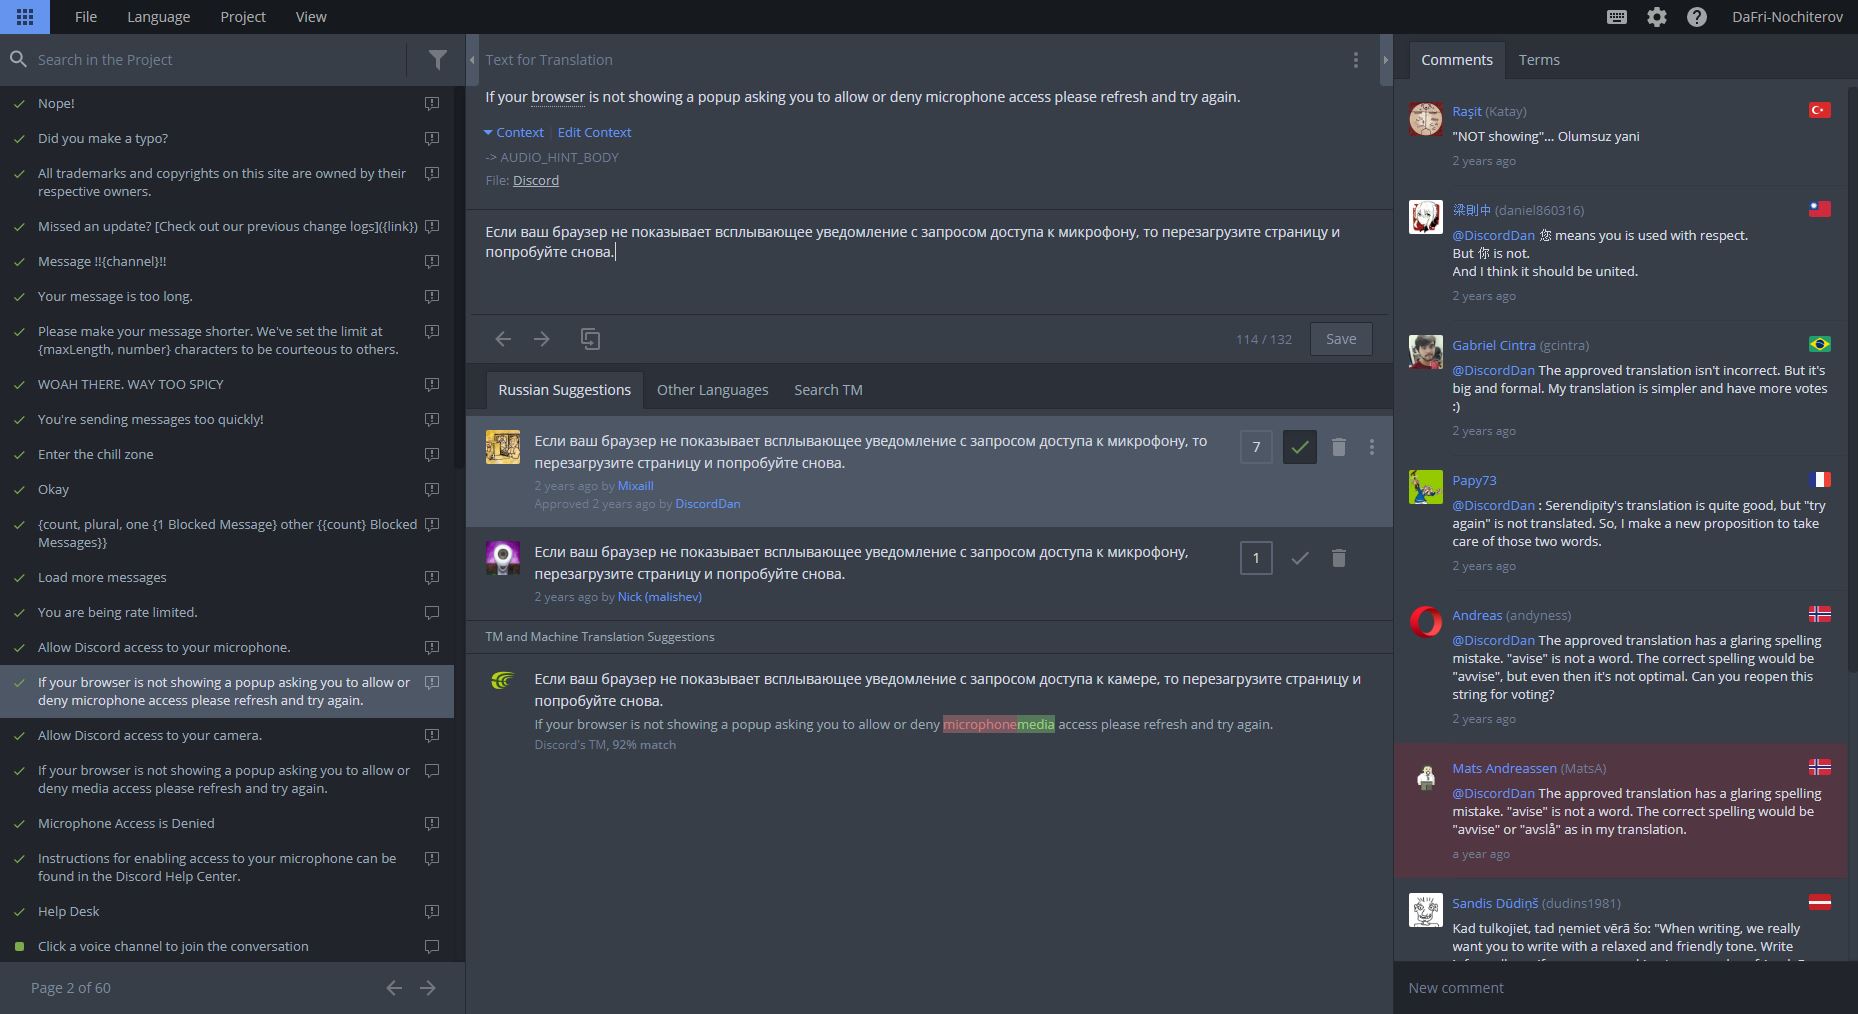 File Language Project View
DaFri-Nochiterov
Search in the Project
Nope!
Did you make a typo?
All trademarks and copyrights on this site are owned by their
respective owners.
Missed an update? [Check out our previous change logs]({link})
Message !!{channel}!!
Your message is too long.
Please make your message shorter. We've set the limit at
{maxLength, number} characters to be courteous to others.
WOAH THERE. WAY TOO SPICY
You're sending messages too quickly!
Enter the chill zone
Okay
{count, plural, one {1 Blocked Message} other {{count} Blocked
Messages}}
Load more messages
You are being rate limited.
Allow Discord access to your microphone.
If your browser is not showing a popup asking you to allow or
deny microphone access please refresh and try again.
Allow Discord access to your camera.
If your browser is not showing a popup asking you to allow or
deny media access please refresh and try again.
Microphone Access is Denied
Instructions for enabling access to your microphone can be
found in the Discord Help Center.
Help Desk
Click a voice channel to join the conversation
Page 2 of 60
Text for Translation
If your browser is not showing a popup asking you to allow or deny microphone access please refresh and try again.
Context Edit Context
-> AUDIO_HINT_BODY
File: Discord
Если ваш браузер не показывает всплывающее уведомление с запросом доступа к микрофону, то перезагрузите страницу и
попробуйте снова.
114 / 132 Save
Russian Suggestions Other Languages Search TM
Если ваш браузер не показывает всплывающее уведомление с запросом доступа к микрофону, то
перезагрузите страницу и попробуйте снова.
7
2 years ago by Mixaill
Approved 2 years ago by DiscordDan
Если ваш браузер не показывает всплывающее уведомление с запросом доступа к микрофону,
перезагрузите страницу и попробуйте снова.
1
2 years ago by Nick (malishev)
TM and Machine Translation Suggestions
Если ваш браузер не показывает всплывающее уведомление с запросом доступа к камере, то перезагрузите страницу и
попробуйте снова.
If your browser is not showing a popup asking you to allow or deny microphonemedia access please refresh and try again.
Discord's TM, 92% match
Comments Terms
Raşit (Katay)
"NOT showing"... Olumsuz yani
2 years ago
梁則中 (daniel860316)
@DiscordDan 您 means you is used with respect.
But 你 is not.
And I think it should be united.
2 years ago
Gabriel Cintra (gcintra)
@DiscordDan The approved translation isn't incorrect. But it's
big and formal. My translation is simpler and have more votes
:)
2 years ago
Papy73
@DiscordDan : Serendipity's translation is quite good, but "try
again" is not translated. So, I make a new proposition to take
care of those two words.
2 years ago
Andreas (andyness)
@DiscordDan The approved translation has a glaring spelling
mistake. "avise" is not a word. The correct spelling would be
"avvise", but even then it's not optimal. Can you reopen this
string for voting?
2 years ago
Mats Andreassen (MatsA)
@DiscordDan The approved translation has a glaring spelling
mistake. "avise" is not a word. The correct spelling would be
"avvise" or "avslå" as in my translation.
a year ago
Sandis Dūdiņš (dudins1981)
Kad tulkojiet, tad ņemiet vērā šo: "When writing, we really
want you to write with a relaxed and friendly tone. Write
New comment